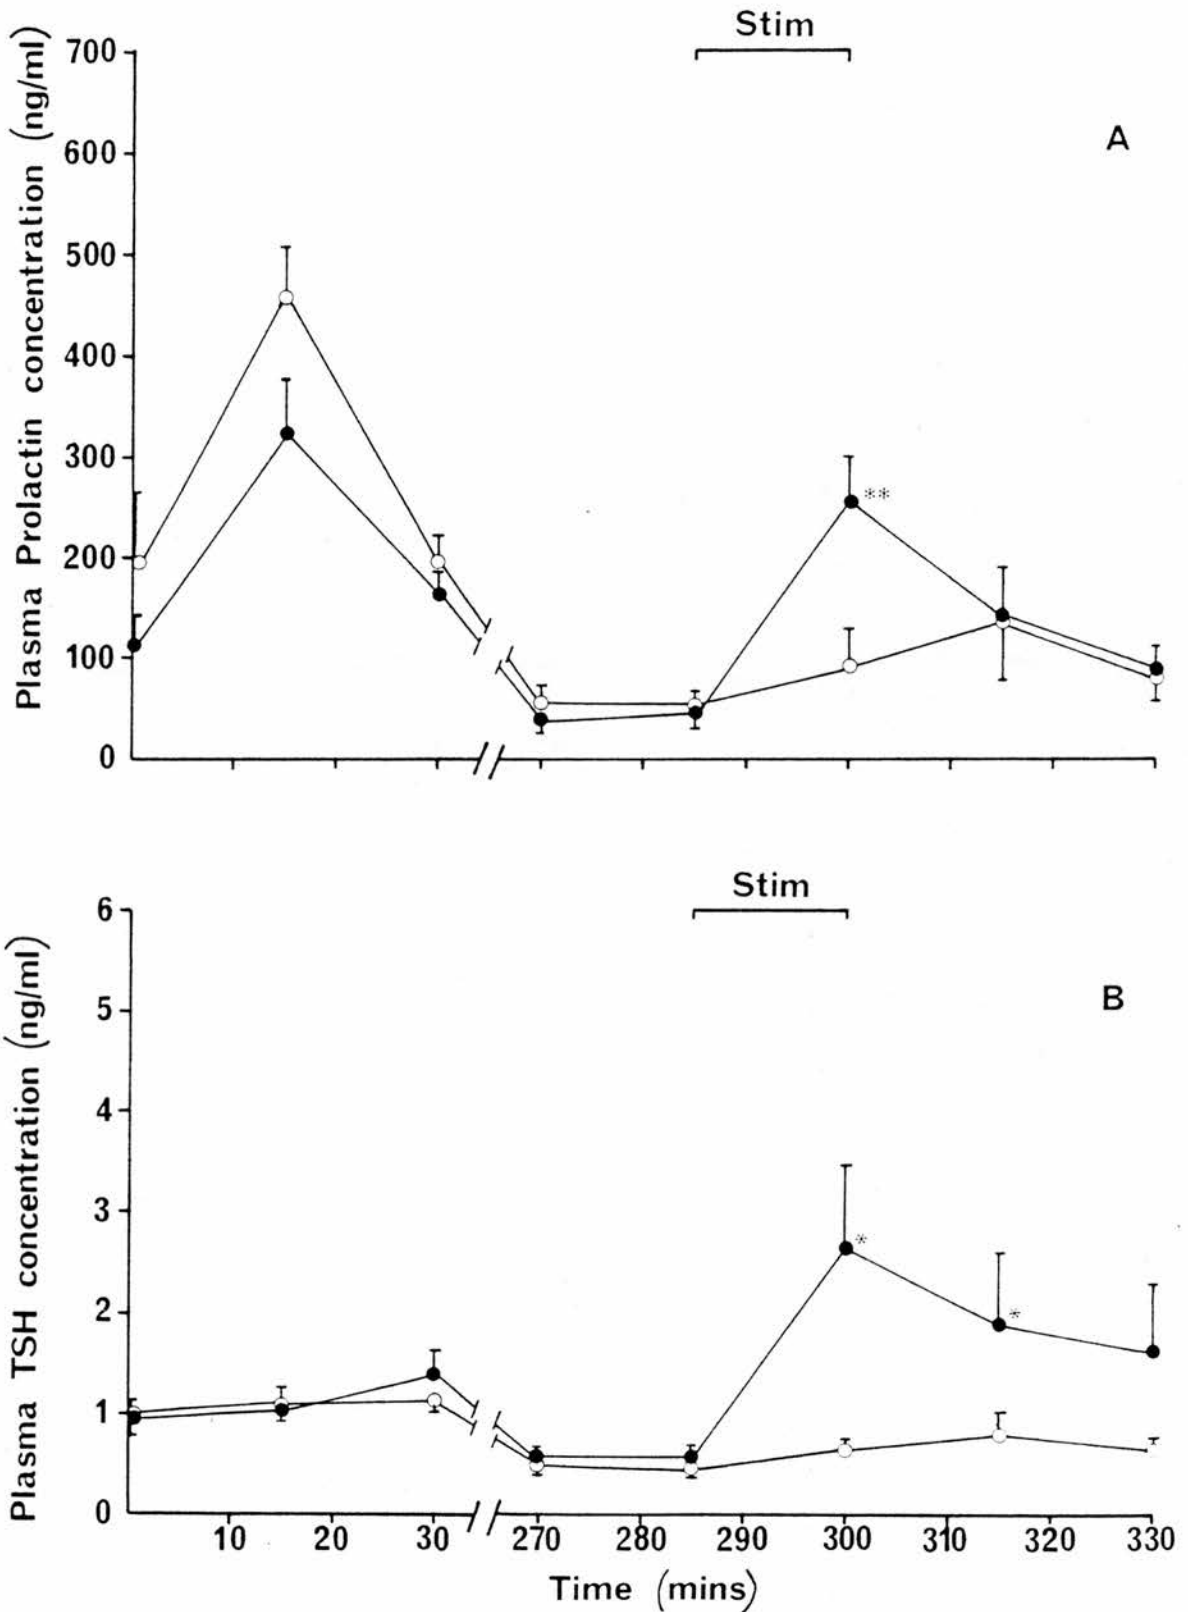 Stim
Plasma Prolactin concentration (ng/ml)
700
600
500
400
300
200
100
0
A
**
Stim
Plasma TSH concentration (ng/ml)
6
5
4
3
2
1
0
B
*
*
10 20 30 270 280 290 300 310 320 330
Time (mins)